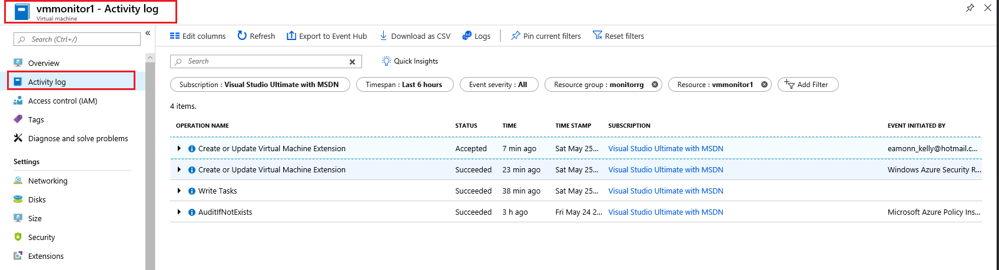 vmmonitor1 - Activity log
Virtual machine
Search (Ctrl+/)
«
Overview
Activity log
Access control (IAM)
Tags
Diagnose and solve problems
Settings
Networking
Disks
Size
Security
Extensions
Edit columns Refresh Export to Event Hub Download as CSV Logs Pin current filters Reset filters
Search Quick Insights
Subscription : Visual Studio Ultimate with MSDN Timespan : Last 6 hours Event severity : All Resource group : monitorrg Resource : vmmonitor1 Add Filter
4 items.
OPERATION NAME STATUS TIME TIME STAMP SUBSCRIPTION EVENT INITIATED BY
Create or Update Virtual Machine Extension Accepted 7 min ago Sat May 25... Visual Studio Ultimate with MSDN eamonn_kelly@hotmail.c...
Create or Update Virtual Machine Extension Succeeded 23 min ago Sat May 25... Visual Studio Ultimate with MSDN Windows Azure Security R...
Write Tasks Succeeded 38 min ago Sat May 25... Visual Studio Ultimate with MSDN
AuditIfNotExists Succeeded 3 h ago Fri May 24 2... Visual Studio Ultimate with MSDN Microsoft Azure Policy Ins...